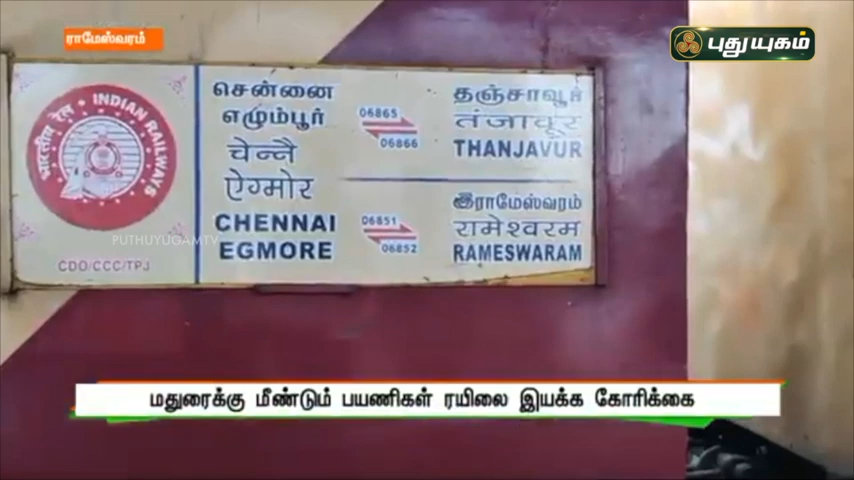 ராமேஸ்வரம்
புதுயுகம்
भारतीय रेल • INDIAN RAILWAYS
CDO/CCC/TPJ
சென்னை
எழும்பூர்
चेन्नै
ऐग्मोर
CHENNAI
EGMORE
06865
06866
தஞ்சாவூர்
तंजावूर
THANJAVUR
06851
06852
இராமேஸ்வரம்
रामेश्वरम
RAMESWARAM
PUTHUYUGAMTV
மதுரைக்கு மீண்டும் பயணிகள் ரயிலை இயக்க கோரிக்கை